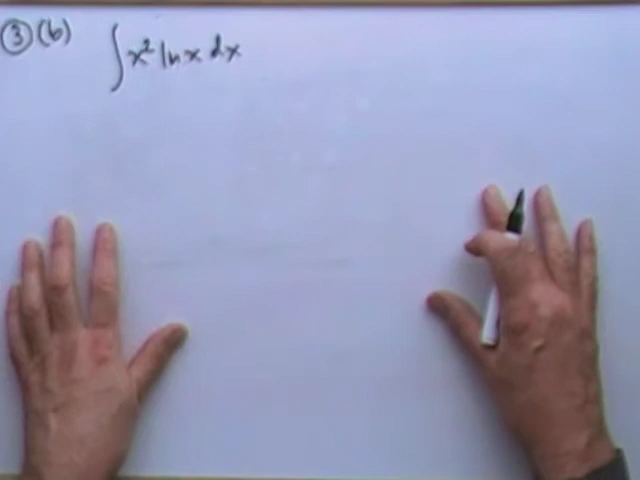 ③(b) ∫x² ln x dx